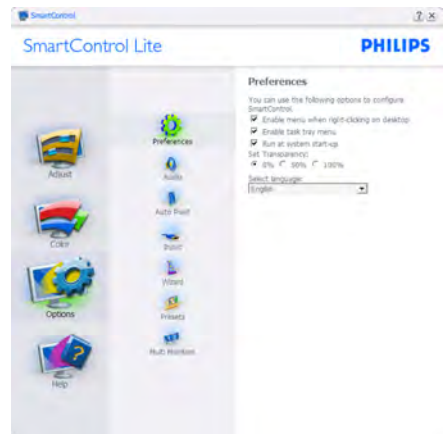 SmartControl
? ×
SmartControl Lite
PHILIPS
Adjust
Color
Options
Help
Preferences
Audio
Auto Pivot
Input
Wizard
Presets
Multi Monitors
Preferences
You can use the following options to configure
SmartControl.
Enable menu when right-clicking on desktop
Enable task tray menu
Run at system start-up
Set Transparency:
0% 50% 100%
Select language:
English